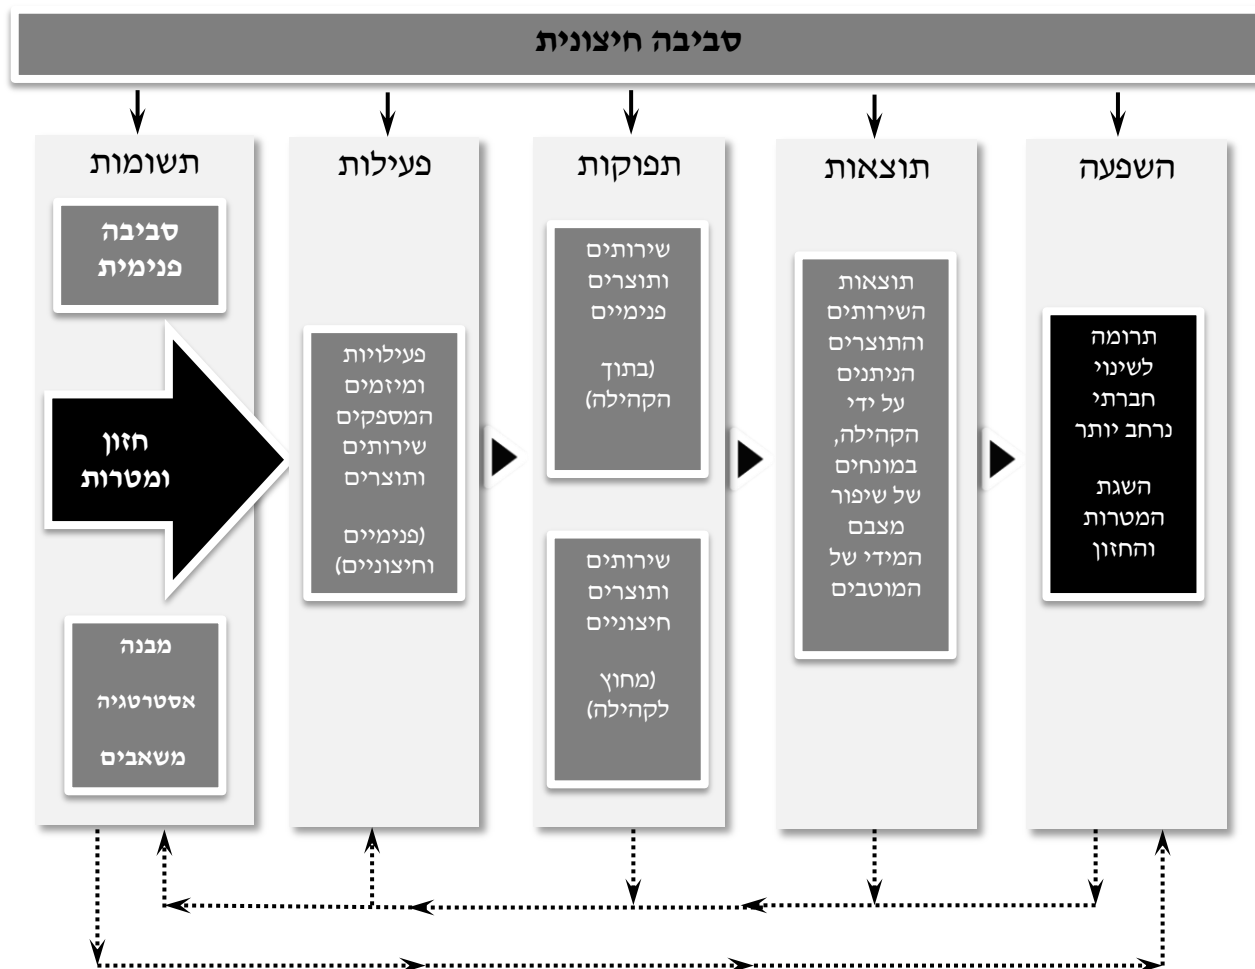 סביבה חיצונית
תשומות
סביבה
פנימית
חזון
ומטרות
מבנה
אסטרטגיה
משאבים
פעילות
פעילויות
ומיזמים
המספקים
שירותים
ותוצרים
(פנימיים
וחיצוניים)
תפוקות
שירותים
ותוצרים
פנימיים
(בתוך
הקהילה)
שירותים
ותוצרים
חיצוניים
(מחוץ
לקהילה)
תוצאות
תוצאות
השירותים
והתוצרים
הניתנים
על ידי
הקהילה,
במונחים
של שיפור
מצבם
המידי של
המוטבים
השפעה
תרומה
לשינוי
חברתי
נרחב יותר
השגת
המטרות
והחזון